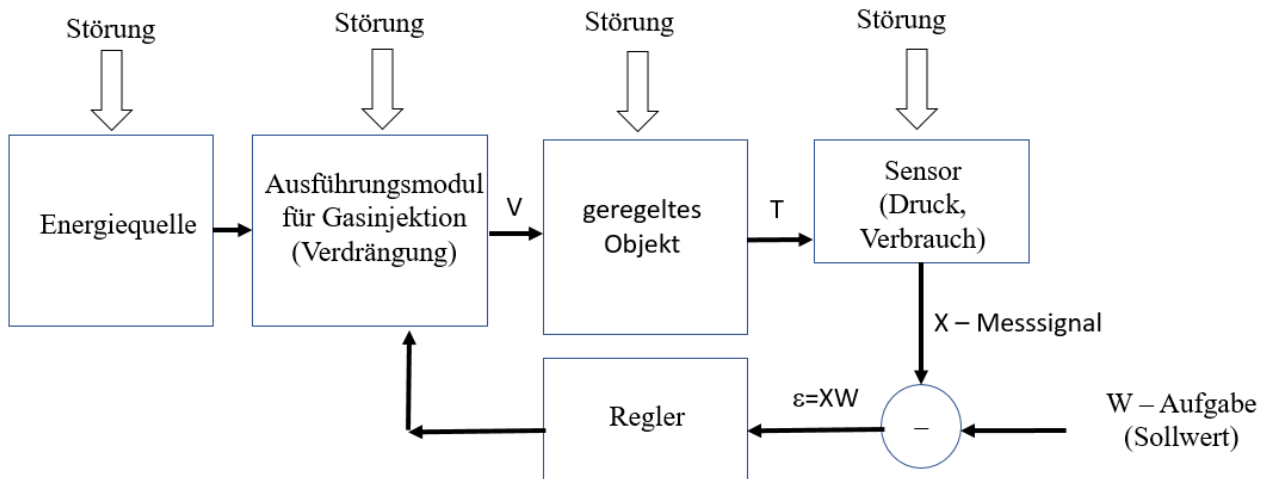 Störung
Störung
Störung
Störung
Energiequelle
Ausführungsmodul
für Gasinjektion
(Verdrängung)
V
geregeltes
Objekt
T
Sensor
(Druck,
Verbrauch)
X – Messsignal
Regler
ε=XW
–
W – Aufgabe
(Sollwert)